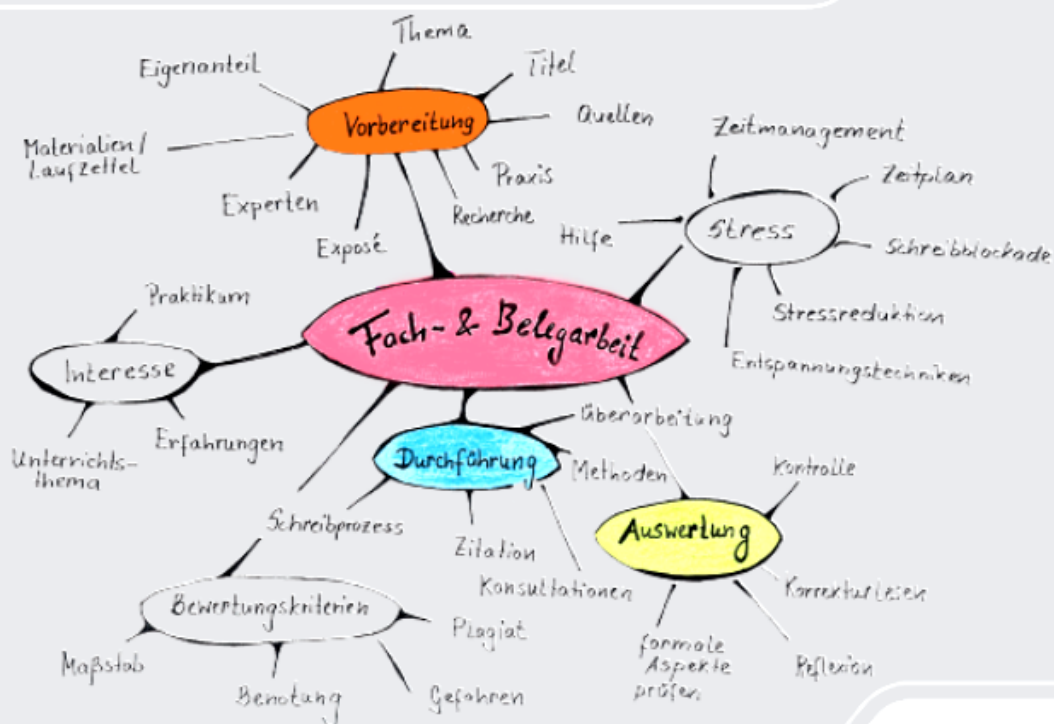 Thema
Eigenanteil
Titel
Vorbereitung
Quellen
Materialien/
Laufzettel
Experten
Exposé
Recherche
Praxis
Zeitmanagement
Zeitplan
Hilfe
Stress
Schreibblockade
Stressreduktion
Entspannungstechniken
Fach- & Belegarbeit
Praktikum
Interesse
Unterrichts-
thema
Erfahrungen
Durchführung
Überarbeitung
Methoden
Schreibprozess
Zitation
Konsultationen
Auswertung
Kontrolle
Korrekturlesen
Reflexion
formale
Aspekte
prüfen
Bewertungskriterien
Maßstab
Benotung
Gefahren
Plagiat